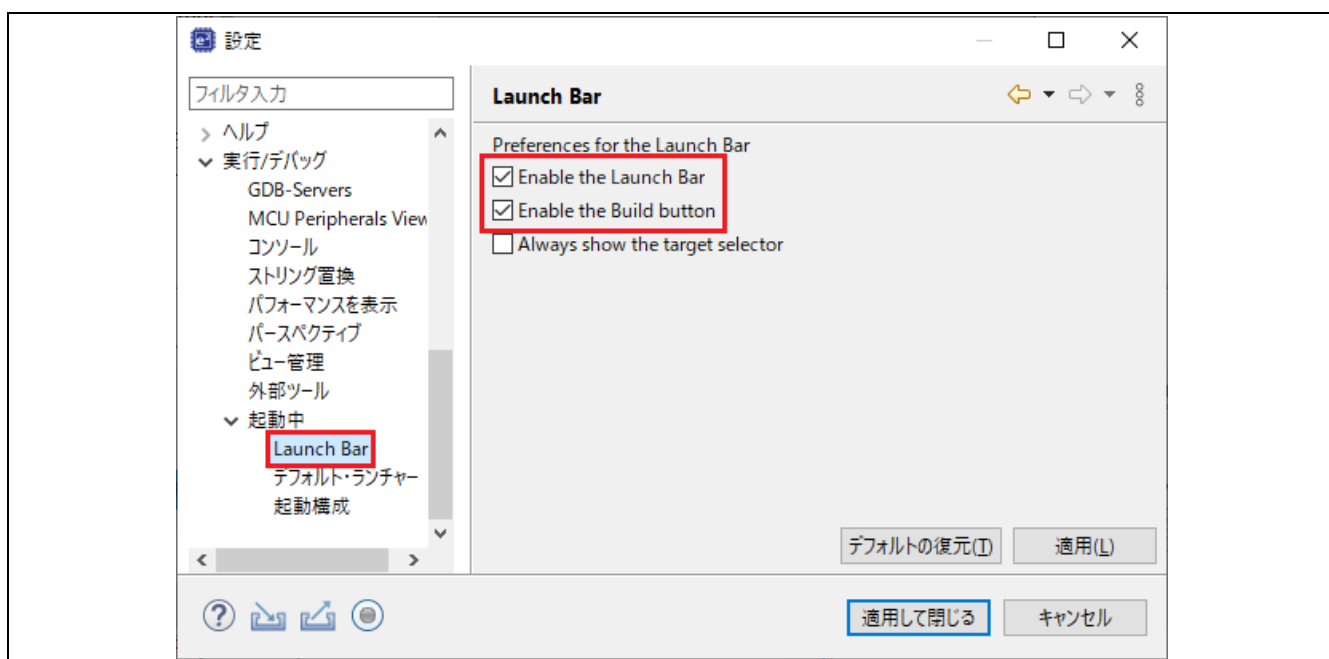 設定
フィルタ入力
ヘルプ
実行/デバッグ
GDB-Servers
MCU Peripherals View
コンソール
ストリング置換
パフォーマンスを表示
パースペクティブ
ビュー管理
外部ツール
起動中
Launch Bar
デフォルト・ランチャー
起動構成
Launch Bar
Preferences for the Launch Bar
Enable the Launch Bar
Enable the Build button
Always show the target selector
デフォルトの復元(T)
適用(L)
適用して閉じる
キャンセル